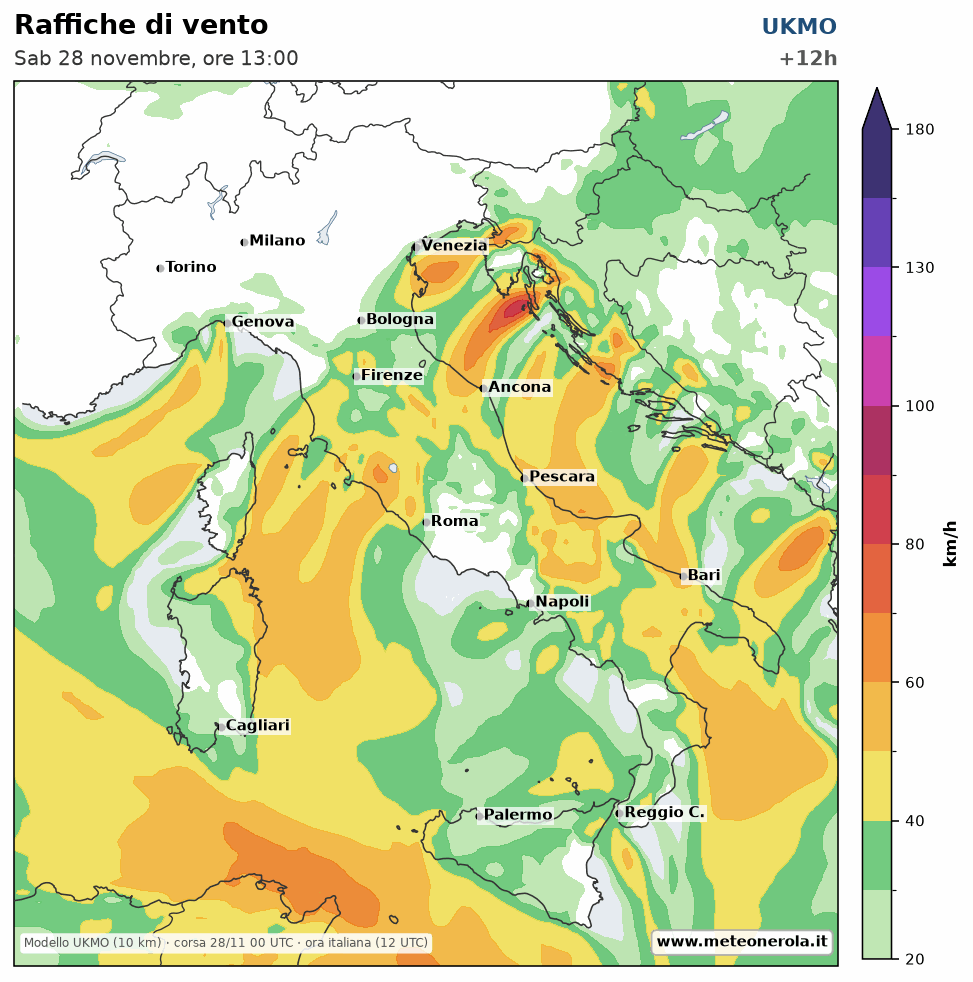 Raffiche di vento
UKMO
Sab 28 novembre, ore 13:00
+12h
Milano
Venezia
Torino
Genova
Bologna
Firenze
Ancona
Pescara
Roma
Bari
Napoli
Cagliari
Palermo
Reggio C.
180
130
100
80
60
40
20
km/h
Modello UKMO (10 km) · corsa 28/11 00 UTC · ora italiana (12 UTC)
www.meteonerola.it